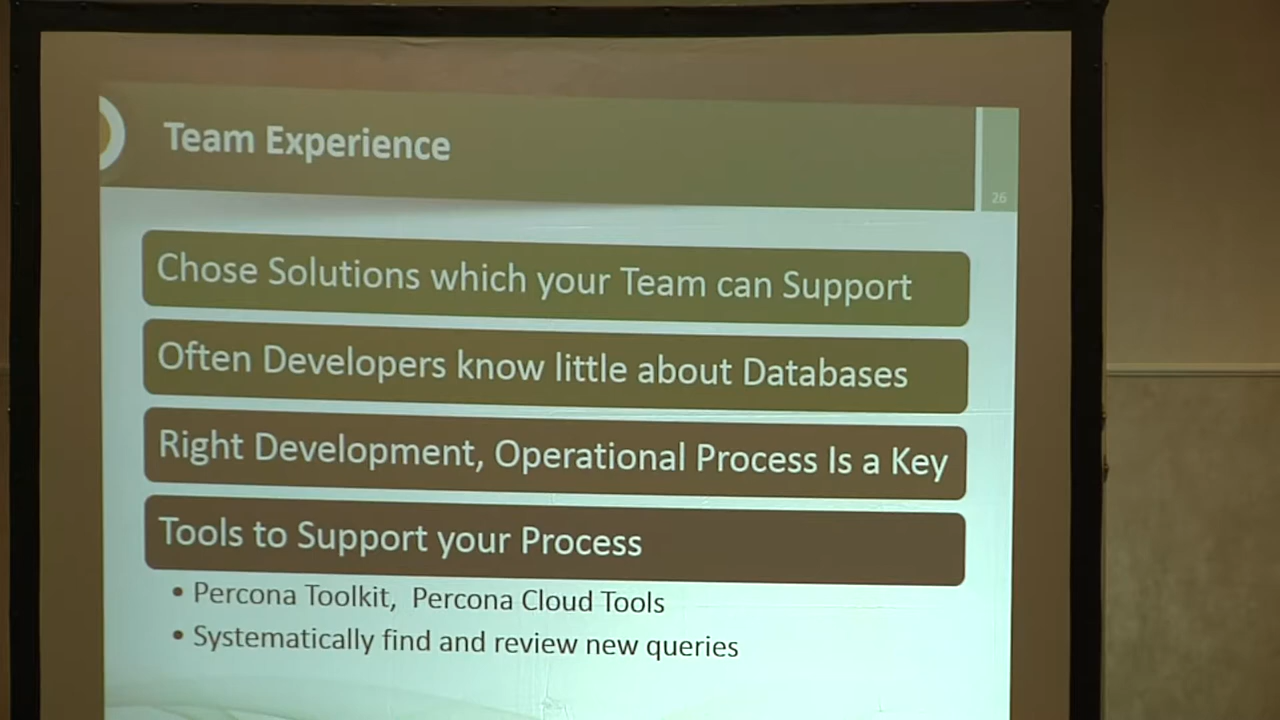 Team Experience
26
Chose Solutions which your Team can Support
Often Developers know little about Databases
Right Development, Operational Process Is a Key
Tools to Support your Process
• Percona Toolkit, Percona Cloud Tools
• Systematically find and review new queries